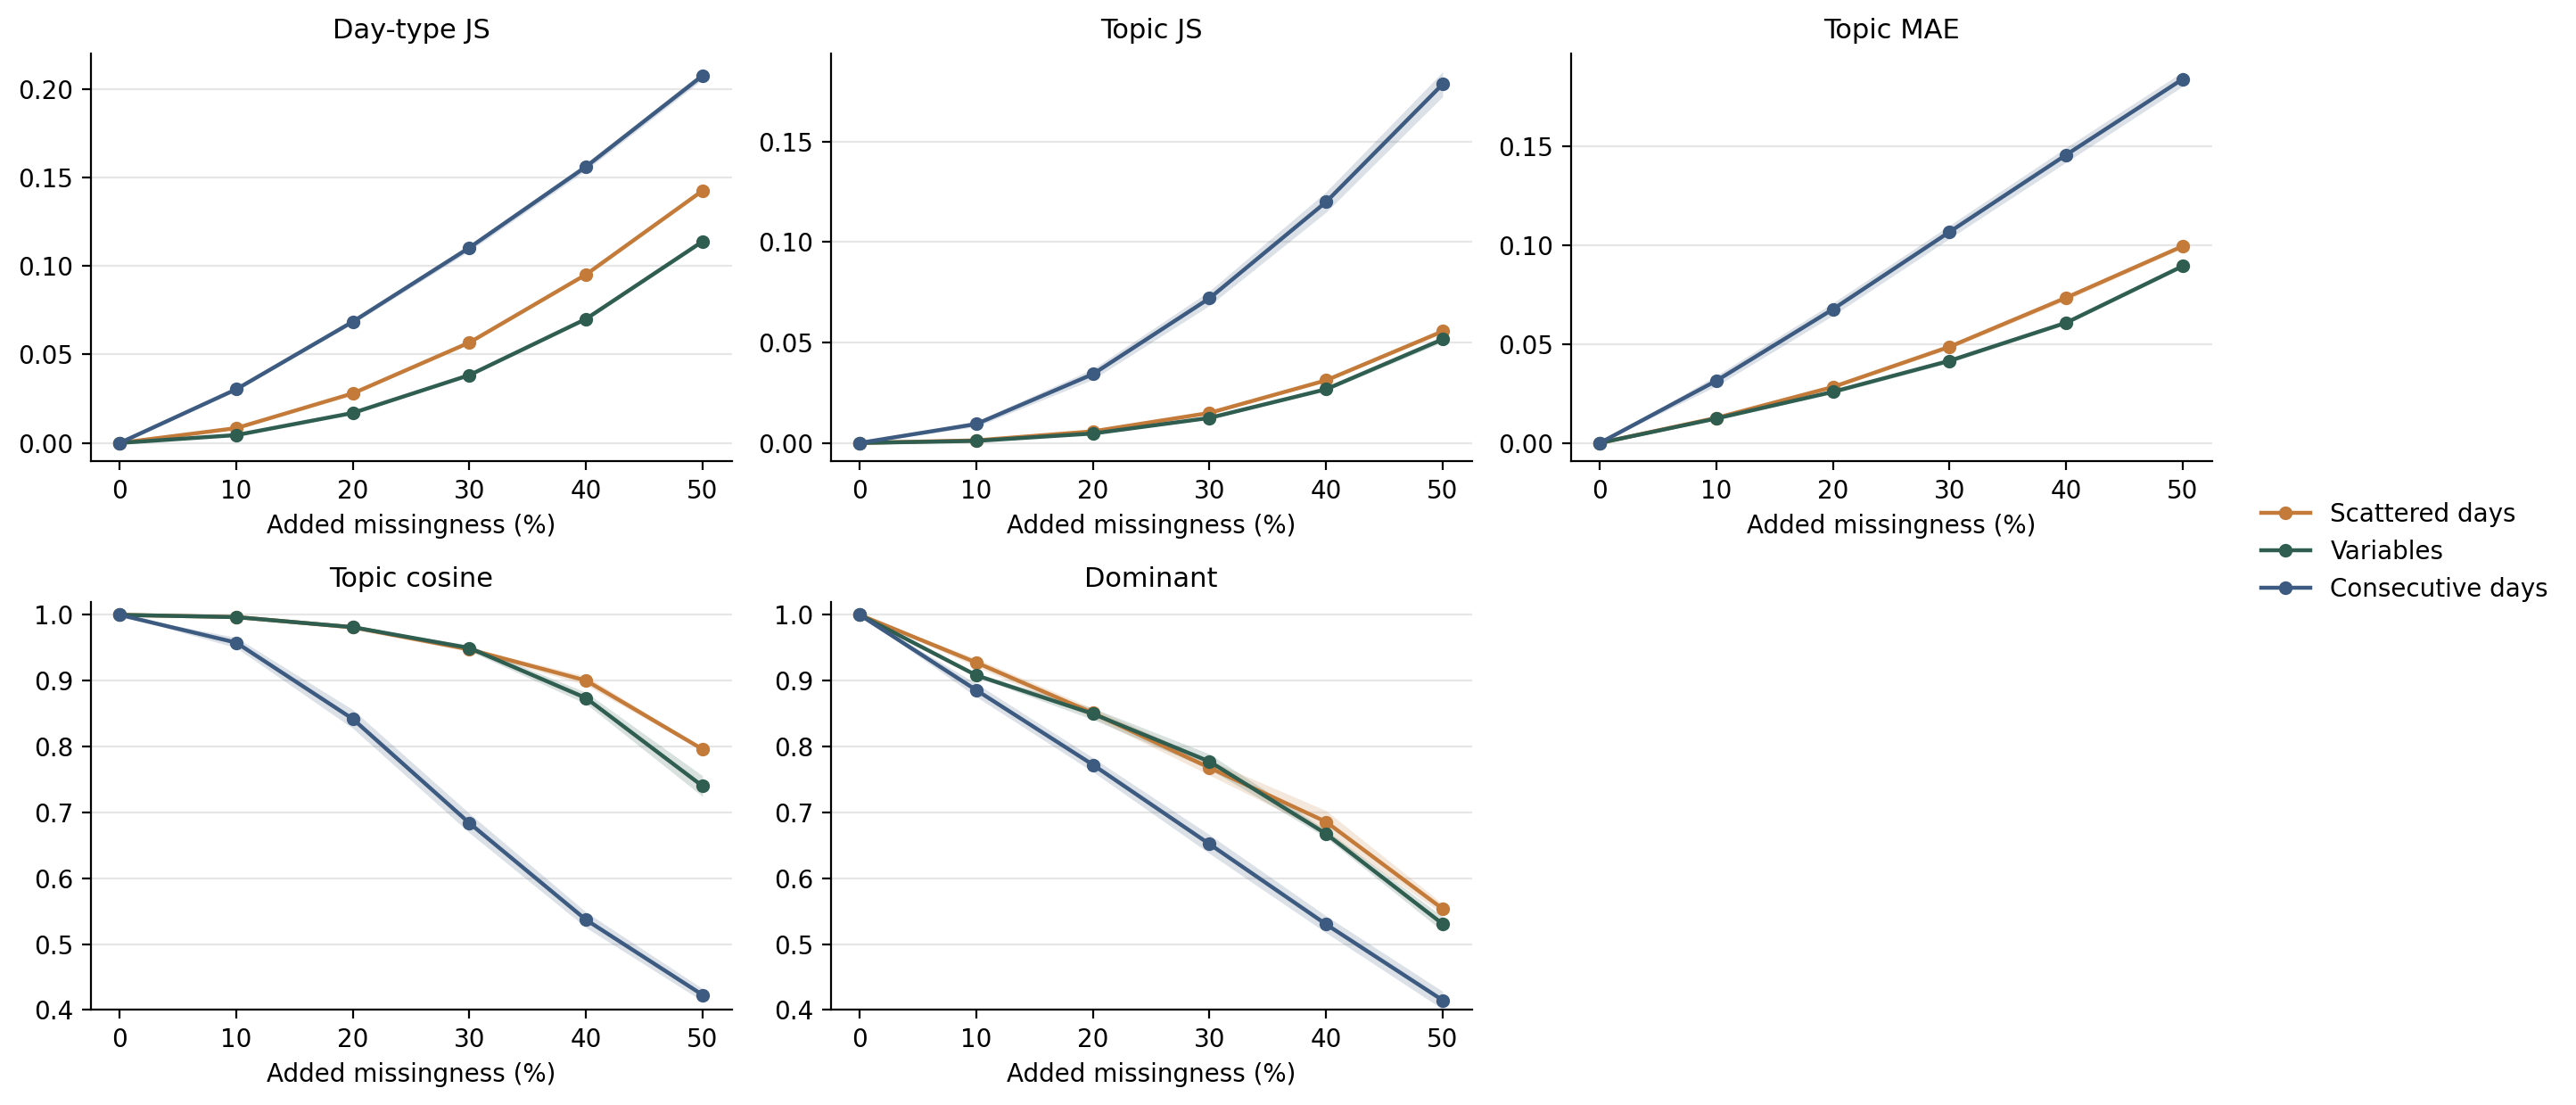 Day-type JS
0.20
0.15
0.10
0.05
0.00
0 10 20 30 40 50
Added missingness (%)
Topic JS
0.15
0.10
0.05
0.00
0 10 20 30 40 50
Added missingness (%)
Topic MAE
0.15
0.10
0.05
0.00
0 10 20 30 40 50
Added missingness (%)
Scattered days
Variables
Consecutive days
Topic cosine
1.0
0.9
0.8
0.7
0.6
0.5
0.4
0 10 20 30 40 50
Added missingness (%)
Dominant
1.0
0.9
0.8
0.7
0.6
0.5
0.4
0 10 20 30 40 50
Added missingness (%)